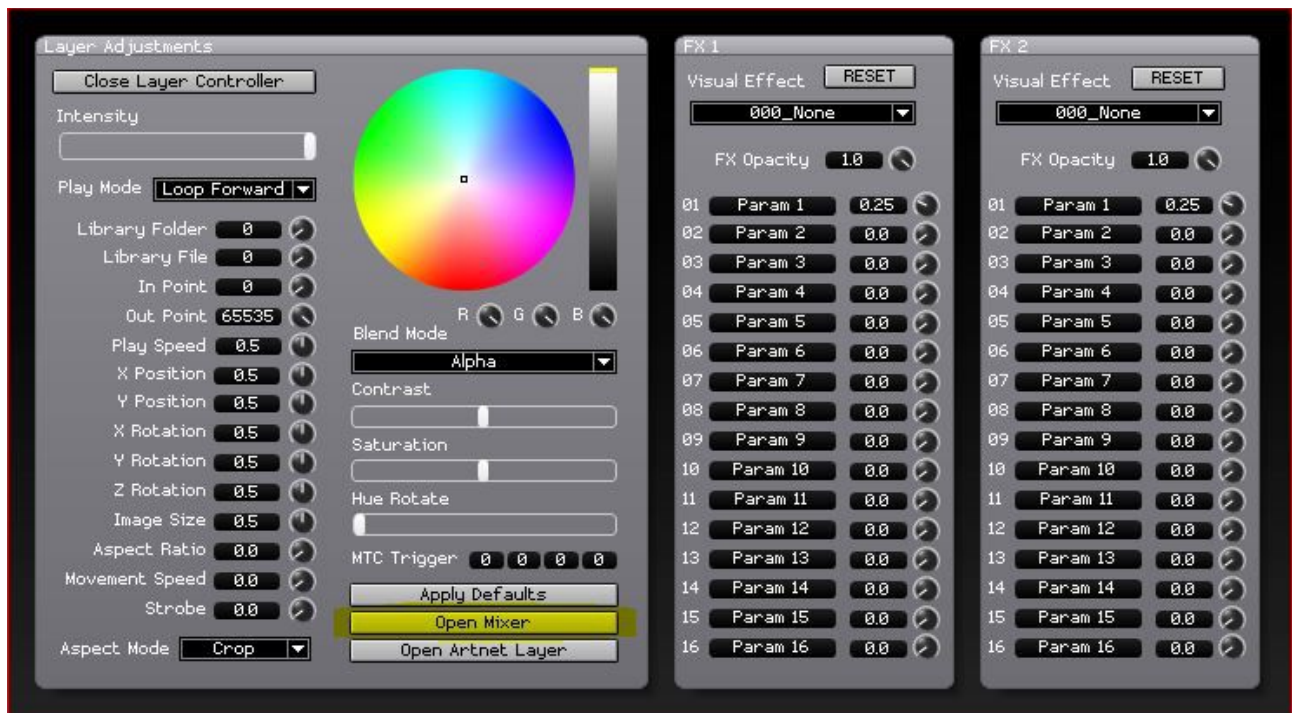 Layer Adjustments
Close Layer Controller
Intensity
Play Mode Loop Forward
Library Folder 0
Library File 0
In Point 0
Out Point 65535
Play Speed 0.5
X Position 0.5
Y Position 0.5
X Rotation 0.5
Y Rotation 0.5
Z Rotation 0.5
Image Size 0.5
Aspect Ratio 0.0
Movement Speed 0.0
Strobe 0.0
Aspect Mode Crop
R G B
Blend Mode
Alpha
Contrast
Saturation
Hue Rotate
MTC Trigger 0 0 0 0
Apply Defaults
Open Mixer
Open Artnet Layer
FX 1
Visual Effect RESET
000_None
FX Opacity 1.0
01 Param 1 0.25
02 Param 2 0.0
03 Param 3 0.0
04 Param 4 0.0
05 Param 5 0.0
06 Param 6 0.0
07 Param 7 0.0
08 Param 8 0.0
09 Param 9 0.0
10 Param 10 0.0
11 Param 11 0.0
12 Param 12 0.0
13 Param 13 0.0
14 Param 14 0.0
15 Param 15 0.0
16 Param 16 0.0
FX 2
Visual Effect RESET
000_None
FX Opacity 1.0
01 Param 1 0.25
02 Param 2 0.0
03 Param 3 0.0
04 Param 4 0.0
05 Param 5 0.0
06 Param 6 0.0
07 Param 7 0.0
08 Param 8 0.0
09 Param 9 0.0
10 Param 10 0.0
11 Param 11 0.0
12 Param 12 0.0
13 Param 13 0.0
14 Param 14 0.0
15 Param 15 0.0
16 Param 16 0.0